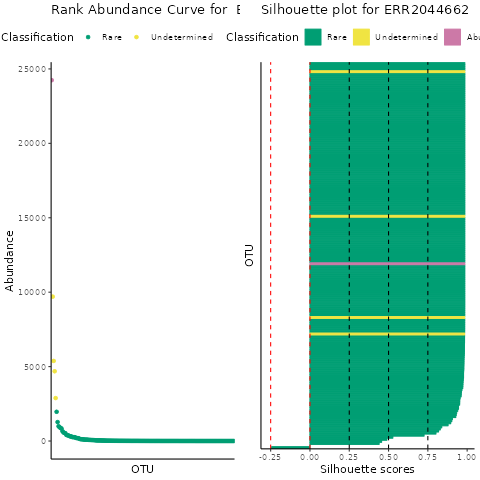 Rank Abundance Curve for
Silhouette plot for ERR2044662
Classification Rare Undetermined
Classification Rare Undetermined
Abundance
25000
20000
15000
10000
5000
0
OTU
OTU
-0.25 0.00 0.25 0.50 0.75 1.00
Silhouette scores